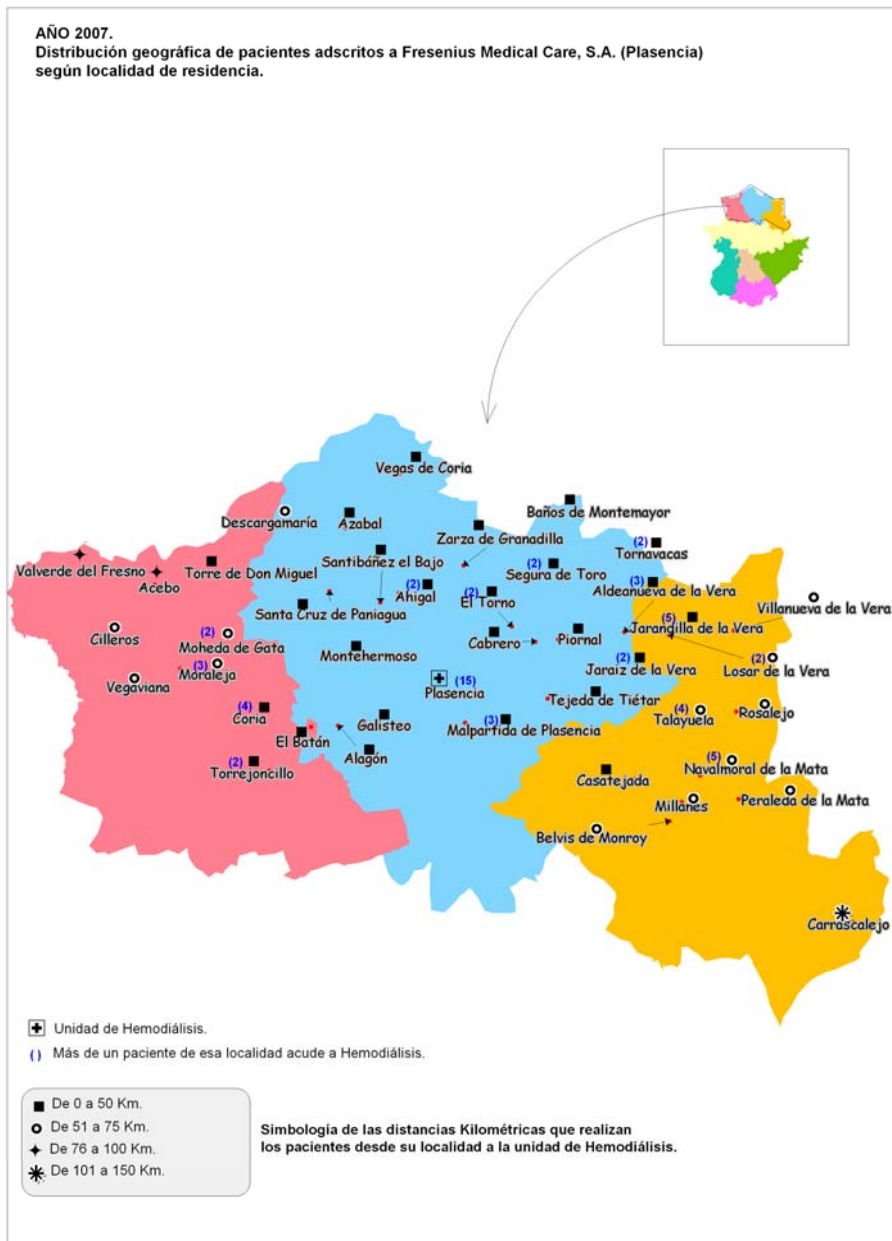 AÑO 2007.
Distribución geográfica de pacientes adscritos a Fresenius Medical Care, S.A. (Plasencia)
según localidad de residencia.
Vegas de Coria
Baños de Montemayor
Descargamaría
Azabal
Zarza de Granadilla
(2)
Tornavacas
Valverde del Fresno
Acebo
Torre de Don Miguel
Santibáñez el Bajo
(2)
Segura de Toro
(3)
Aldeanueva de la Vera
(2)
Ahigal
(2)
El Torno
Villanueva de la Vera
Santa Cruz de Paniagua
(5)
Jarandilla de la Vera
Cilleros
(2)
Moheda de Gata
Cabrero
Piornal
Montehermoso
(3)
Moraleja
(2)
Jaraiz de la Vera
(2)
Losar de la Vera
Vegaviana
(15)
Plasencia
Tejeda de Tiétar
(4)
Coria
Galisteo
(3)
Malpartida de Plasencia
(4)
Talayuela
Rosalejo
El Batán
Alagón
(2)
Torrejoncillo
Casatejada
(5)
Navalmoral de la Mata
Millanes
Peraleda de la Mata
Belvis de Monroy
Carrascalejo
Unidad de Hemodiálisis.
( ) Más de un paciente de esa localidad acude a Hemodiálisis.
De 0 a 50 Km.
De 51 a 75 Km.
De 76 a 100 Km.
De 101 a 150 Km.
Simbología de las distancias Kilométricas que realizan
los pacientes desde su localidad a la unidad de Hemodiálisis.